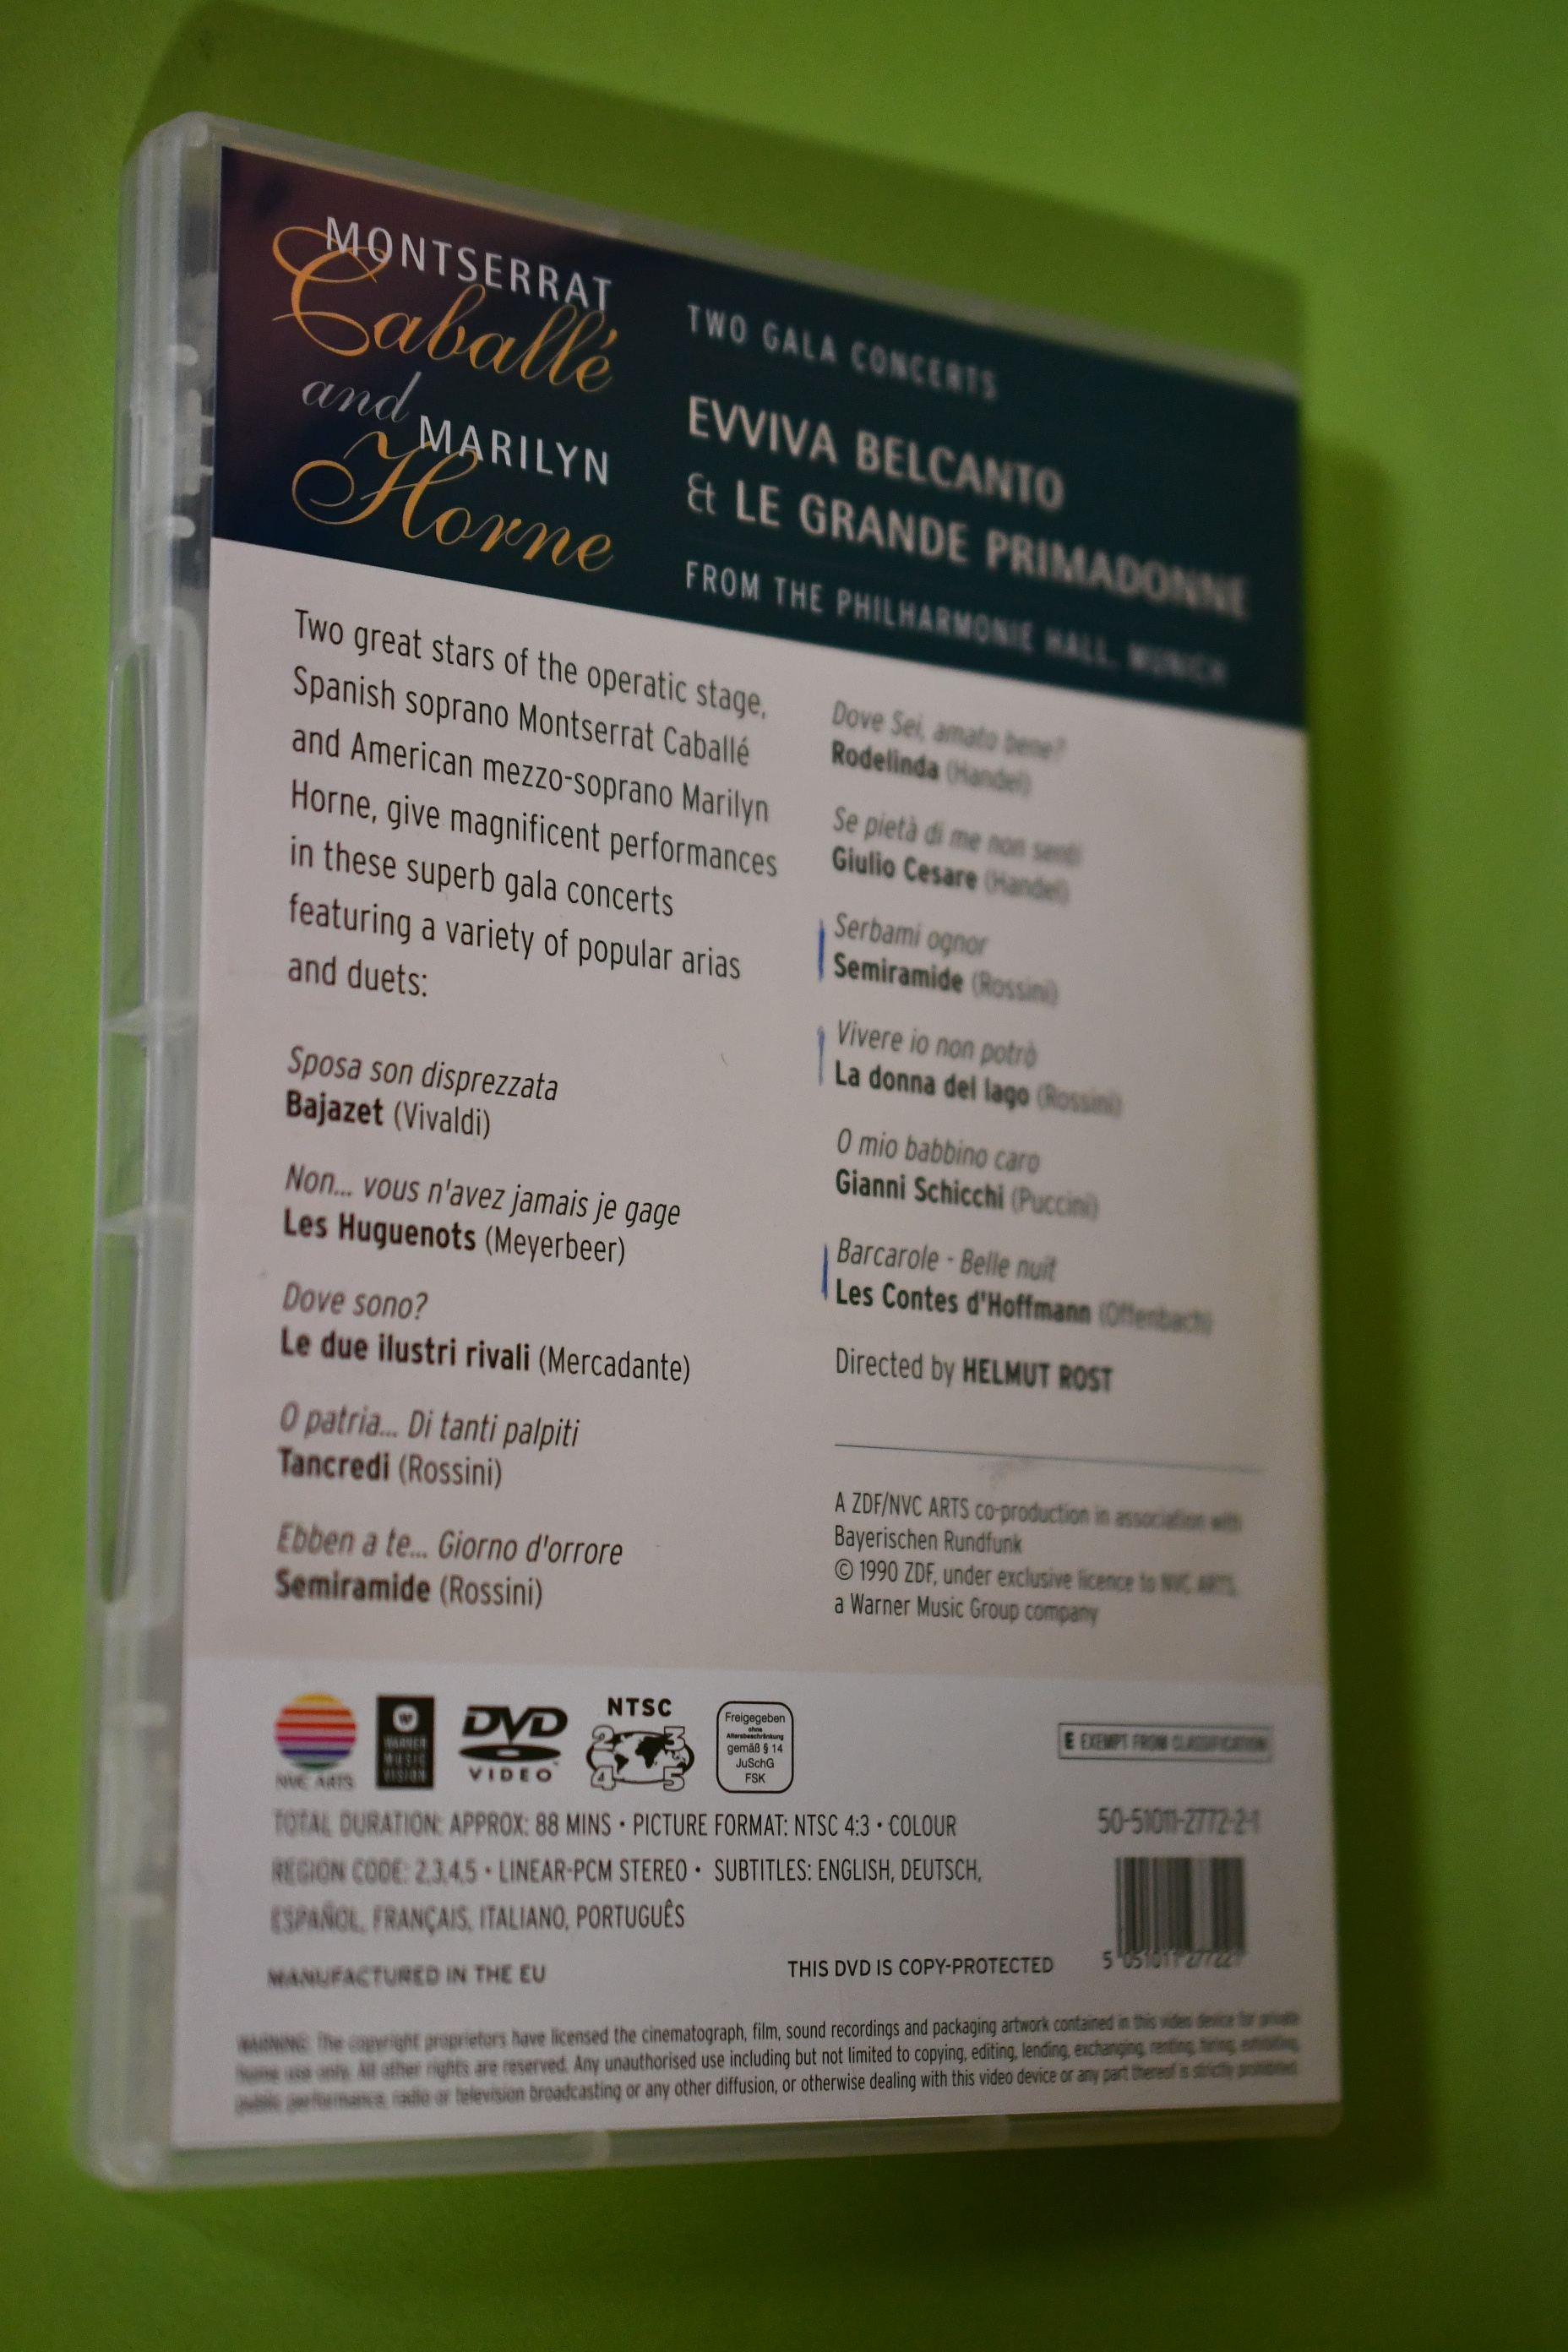 MONTSERRAT
Caballé
and MARILYN
Horne
TWO GALA CONCERTS
EVVIVA BELCANTO
& LE GRANDE PRIMADONNE
FROM THE PHILHARMONIE HALL, MUNICH
Two great stars of the operatic stage,
Spanish soprano Montserrat Caballé
and American mezzo-soprano Marilyn
Horne, give magnificent performances
in these superb gala concerts
featuring a variety of popular arias
and duets:
Sposa son disprezzata
Bajazet (Vivaldi)
Non... vous n'avez jamais je gage
Les Huguenots (Meyerbeer)
Dove sono?
Le due ilustri rivali (Mercadante)
O patria... Di tanti palpiti
Tancredi (Rossini)
Ebben a te... Giorno d'orrore
Semiramide (Rossini)
Dove Sei, amato bene?
Rodelinda (Handel)
Se pietà di me non senti
Giulio Cesare (Handel)
Serbami ognor
Semiramide (Rossini)
Vivere io non potrò
La donna del lago (Rossini)
O mio babbino caro
Gianni Schicchi (Puccini)
Barcarole - Belle nuit
Les Contes d'Hoffmann (Offenbach)
Directed by HELMUT ROST
A ZDF/NVC ARTS co-production in association with
Bayerischen Rundfunk
© 1990 ZDF, under exclusive licence to NVC ARTS,
a Warner Music Group company
NVC ARTS
WARNER
MUSIC
VISION
DVD
VIDEO
NTSC
2 3
4 5
Freigegeben
ohne
Altersbeschränkung
gemäß § 14
JuSchG
FSK
E EXEMPT FROM CLASSIFICATION
TOTAL DURATION: APPROX: 88 MINS • PICTURE FORMAT: NTSC 4:3 • COLOUR
REGION CODE: 2,3,4,5 • LINEAR-PCM STEREO • SUBTITLES: ENGLISH, DEUTSCH,
ESPAÑOL, FRANÇAIS, ITALIANO, PORTUGUÊS
MANUFACTURED IN THE EU
THIS DVD IS COPY-PROTECTED
50-51011-2772-2-1
5 051011 277221
WARNING: The copyright proprietors have licensed the cinematograph, film, sound recordings and packaging artwork contained in this video device for private
home use only. All other rights are reserved. Any unauthorised use including but not limited to copying, editing, lending, exchanging, renting, hiring, exhibiting,
public performance, radio or television broadcasting or any other diffusion, or otherwise dealing with this video device or any part thereof is strictly prohibited.